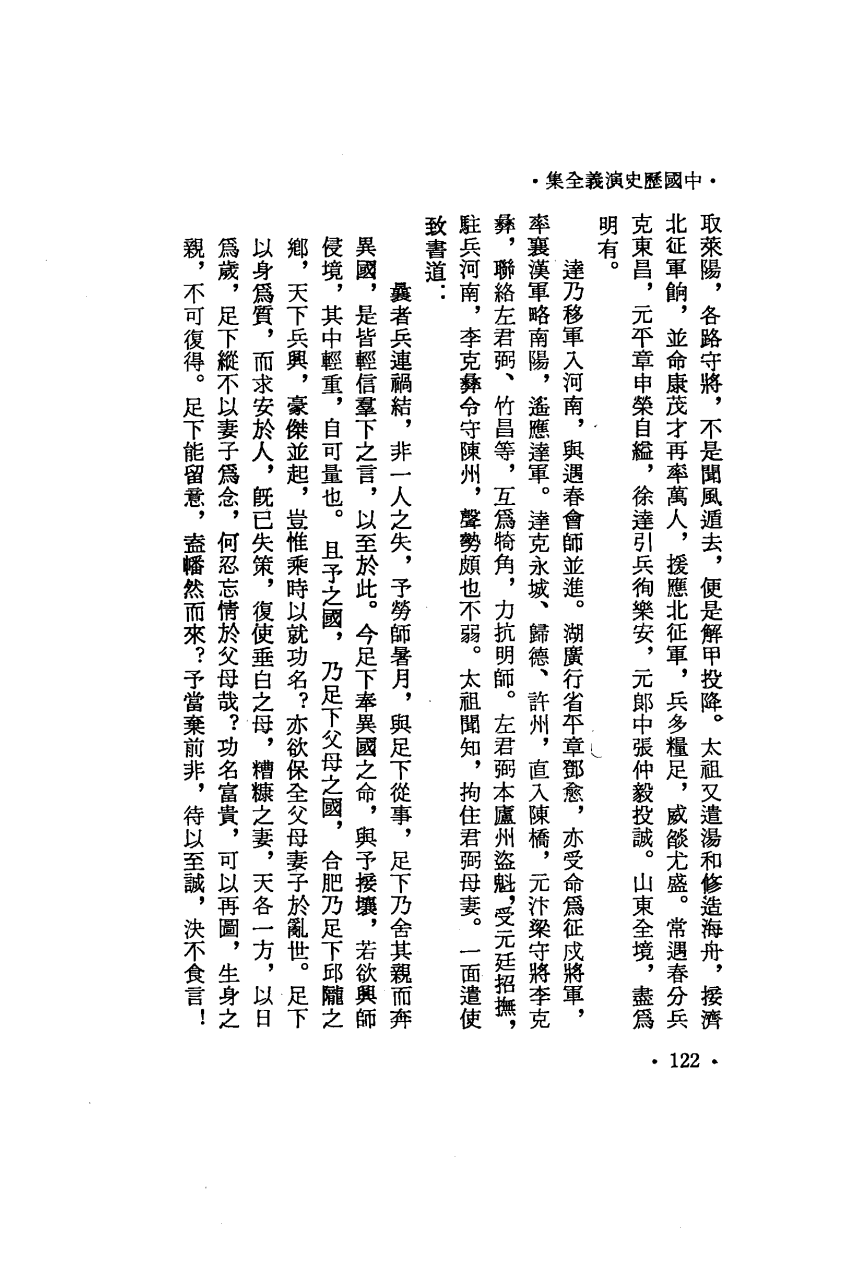 ·中國歷史演義全集·
取萊陽，各路守將，不是聞風遁去，便是解甲投降。太祖又遣湯和修造海舟，接濟
北征軍餉，並命康茂才再率萬人，援應北征軍，兵多糧足，威燄尤盛。常遇春分兵
克東昌，元平章申榮自縊，徐達引兵徇樂安，元郎中張仲毅投誠。山東全境，盡爲
明有。
達乃移軍入河南，與遇春會師並進。湖廣行省平章鄧愈，亦受命爲征戍將軍，
率襄漢軍略南陽，遙應達軍。達克永城、歸德、許州，直入陳橋，元汴梁守將李克
彝，聯絡左君弼、竹昌等，互爲犄角，力抗明師。左君弼本廬州盜魁，受元廷招撫，
駐兵河南，李克彝令守陳州，聲勢頗也不弱。太祖聞知，拘住君弼母妻。一面遣使
致書道：
曩者兵連禍結，非一人之失，予勞師暑月，與足下從事，足下乃舍其親而奔
異國，是皆輕信羣下之言，以至於此。今足下奉異國之命，與予接壤，若欲興師
侵境，其中輕重，自可量也。且予之國，乃足下父母之國，合肥乃足下邱隴之
鄉，天下兵興，豪傑並起，豈惟乘時以就功名？亦欲保全父母妻子於亂世。足下
以身爲質，而求安於人，旣已失策，復使垂白之母，糟糠之妻，天各一方，以日
爲歲，足下縱不以妻子爲念，何忍忘情於父母哉？功名富貴，可以再圖，生身之
親，不可復得。足下能留意，盍幡然而來？予當棄前非，待以至誠，決不食言！
·122·